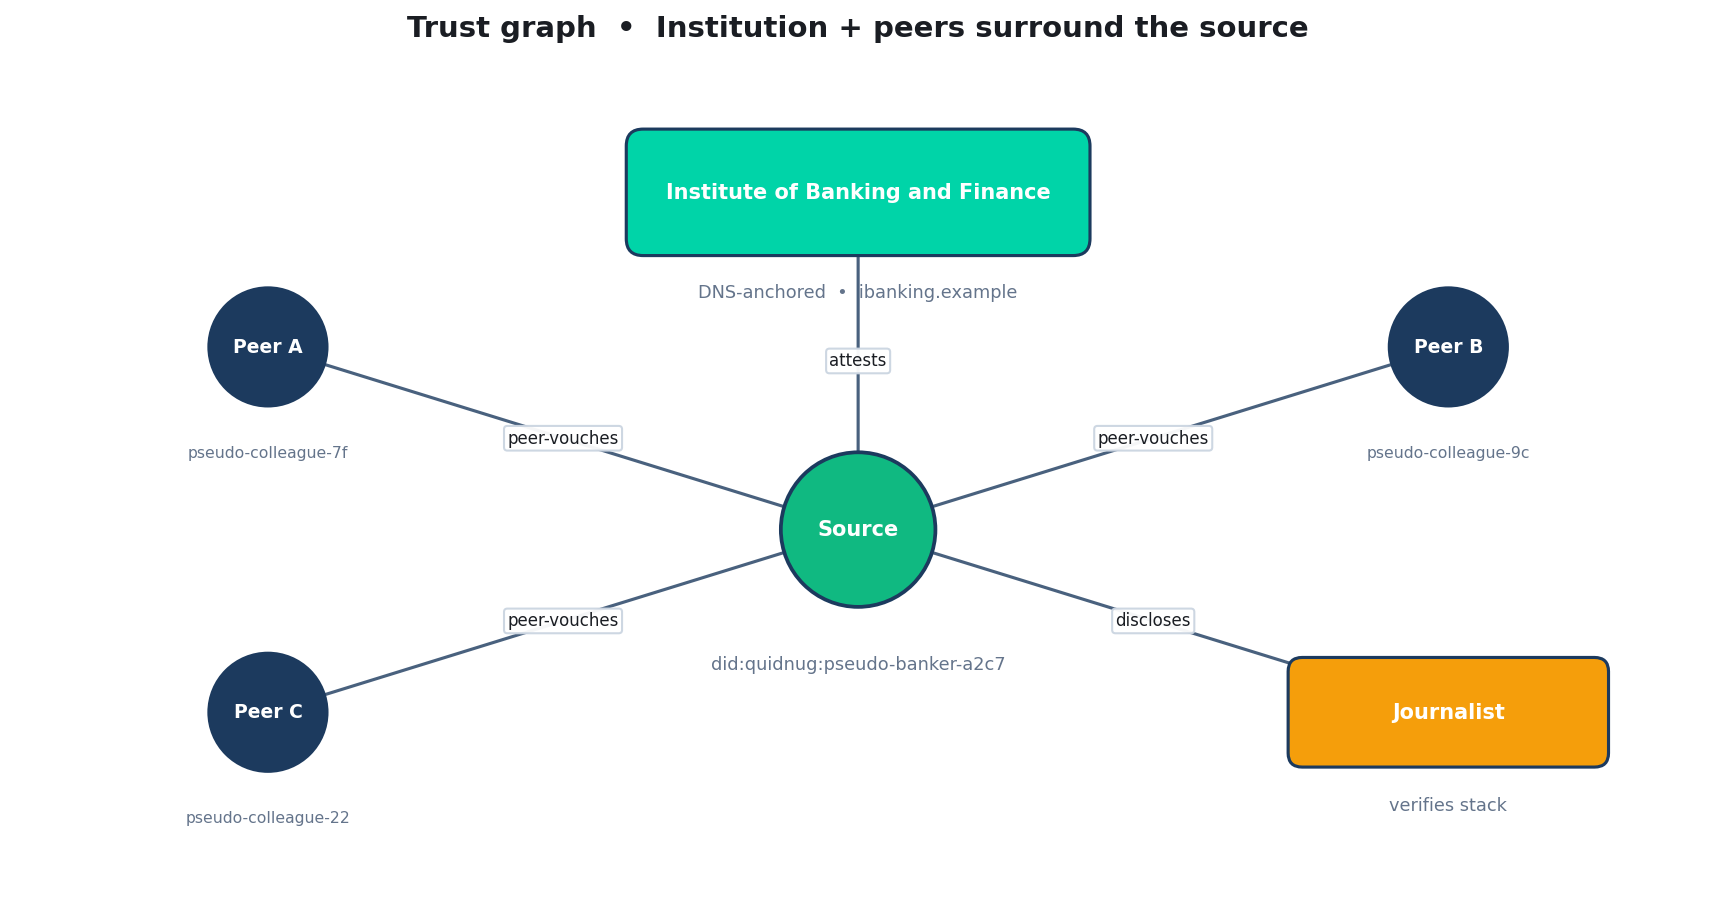 Trust graph • Institution + peers surround the source
Institute of Banking and Finance
DNS-anchored • ibanking.example
attests
Peer A
pseudo-colleague-7f
Peer B
pseudo-colleague-9c
peer-vouches
peer-vouches
Source
did:quidnug:pseudo-banker-a2c7
peer-vouches
discloses
Peer C
pseudo-colleague-22
Journalist
verifies stack